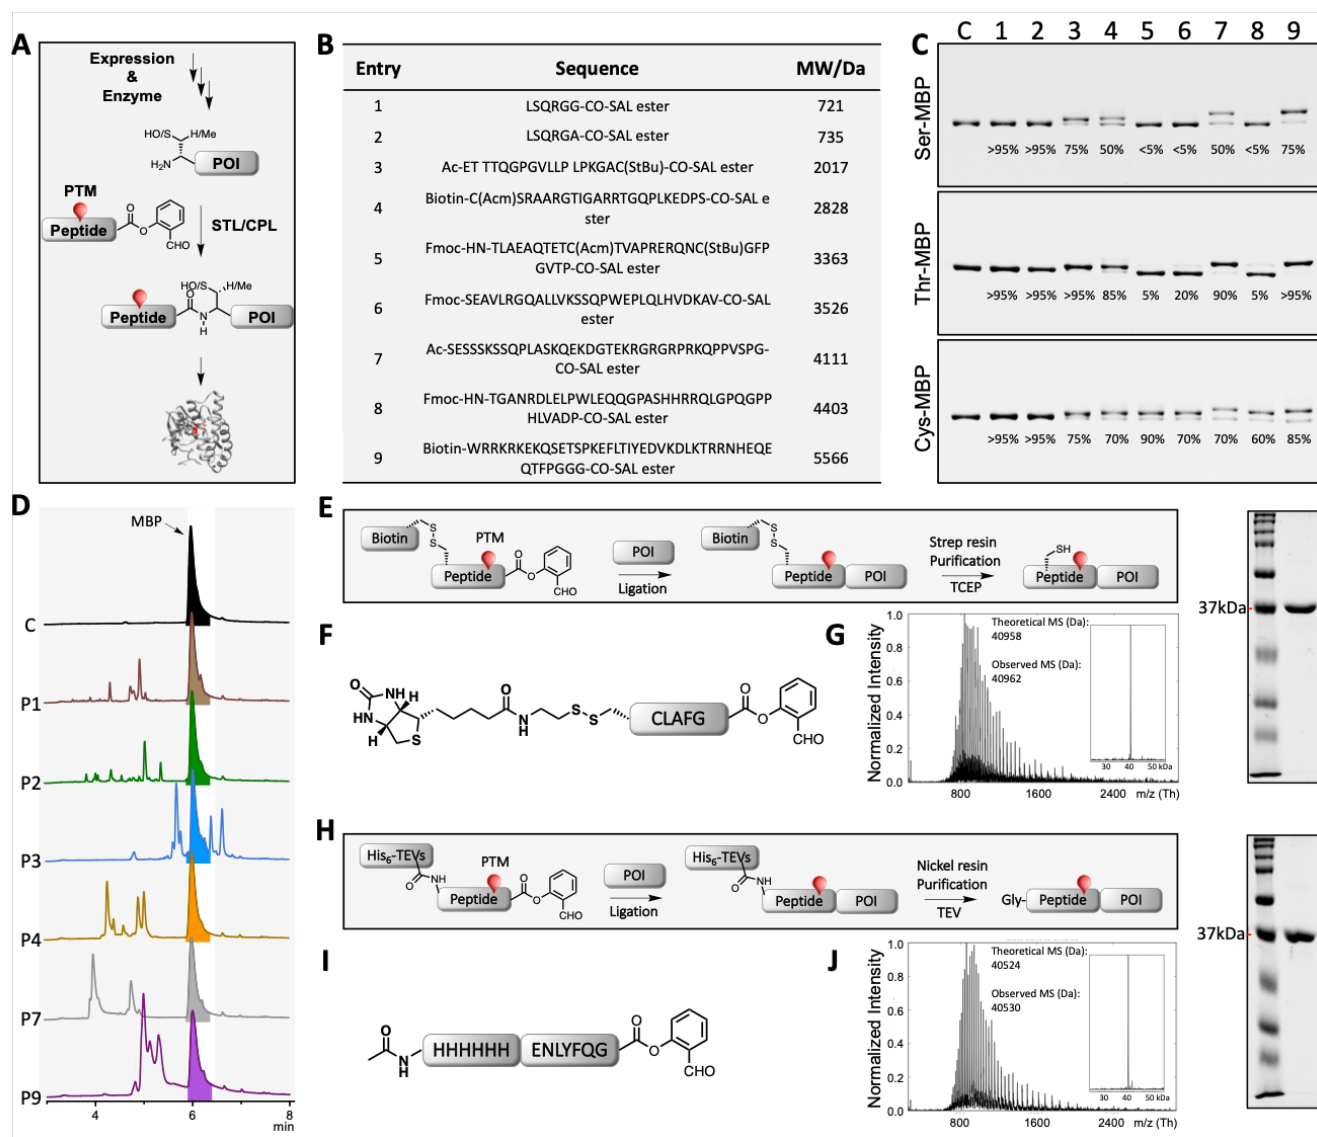 A
Expression
&
Enzyme
HO/S H/Me
H₂N POI
PTM
Peptide O O CHO
STL/CPL
HO/S H/Me
Peptide O N H POI
B
Entry Sequence MW/Da
1 LSQRGG-CO-SAL ester 721
2 LSQRGA-CO-SAL ester 735
3 Ac-ET TTQGPGVLLP LPKGAC(StBu)-CO-SAL ester 2017
4 Biotin-C(Acm)SRAARGTIGARRTGQPLKEDPS-CO-SAL e
ster 2828
5 Fmoc-HN-TLAEAQTETC(Acm)TVAPRERQNC(StBu)GFP
GVTP-CO-SAL ester 3363
6 Fmoc-SEAVLRGQALLVKSSQPWEPLQLHVDKAV-CO-SAL
ester 3526
7 Ac-SESSSKSSQPLASKQEKDGTEKRGRGRPRKQPPVSPG-
CO-SAL ester 4111
8 Fmoc-HN-TGANRDLELPWLEQQGPASHHRRQLGPQGPP
HLVADP-CO-SAL ester 4403
9 Biotin-WRRKRKEKQSETSPKEFLTIYEDVKDLKTRRNHEQE
QTFPGGG-CO-SAL ester 5566
C
C 1 2 3 4 5 6 7 8 9
Ser-MBP
>95% >95% 75% 50% <5% <5% 50% <5% 75%
Thr-MBP
>95% >95% >95% 85% 5% 20% 90% 5% >95%
Cys-MBP
>95% >95% 75% 70% 90% 70% 70% 60% 85%
D
MBP
C
P1
P2
P3
P4
P7
P9
4 6 8
min
E
Biotin S S PTM Peptide O O CHO
POI
Ligation
Biotin S S Peptide POI
Strep resin
Purification
TCEP
SH
Peptide POI
37kDa
F
O HN NH H H S O N H S S CLAFG O O CHO
G
Normalized Intensity
1.0
0.8
0.6
0.4
0.2
0
Theoretical MS (Da):
40958
Observed MS (Da):
40962
30 40 50 kDa
800 1600 2400 m/z (Th)
H
His₆-TEVs O NH PTM Peptide O O CHO
POI
Ligation
His₆-TEVs O NH Peptide POI
Nickel resin
Purification
TEV
Gly- Peptide POI
37kDa
I
O N H HHHHHH ENLYFQG O O CHO
J
Normalized Intensity
1.0
0.8
0.6
0.4
0.2
0.0
Theoretical MS (Da):
40524
Observed MS (Da):
40530
30 40 50 kDa
800 1600 2400 m/z (Th)